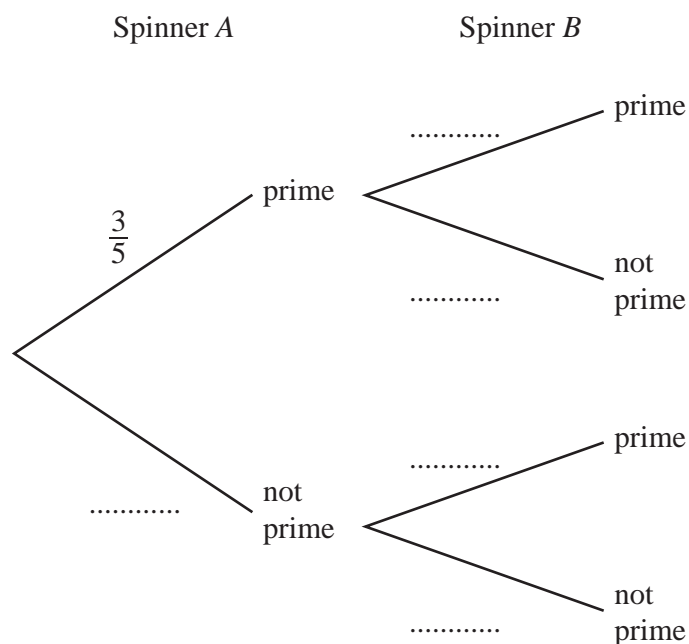 Spinner A
Spinner B
prime
............
prime
3
5
not
prime
............
prime
............
not
prime
............
not
prime
............